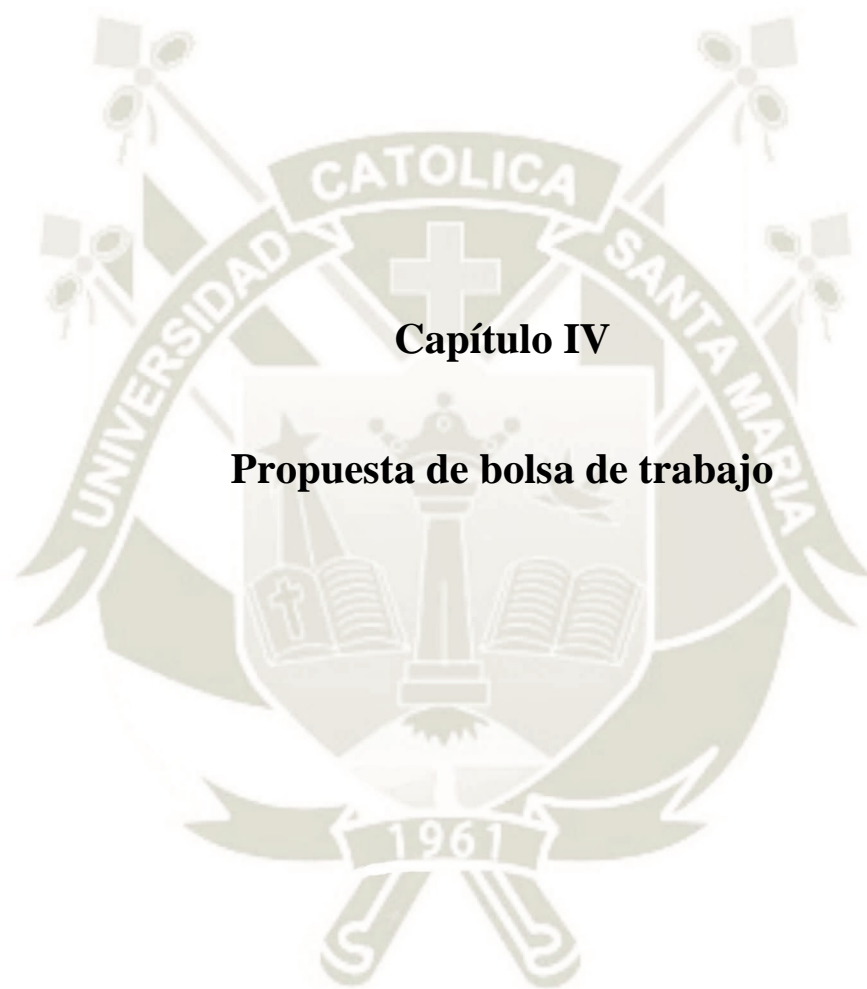 CATOLICA
UNIVERSIDAD
SANTA MARIA
Capítulo IV
Propuesta de bolsa de trabajo
1961